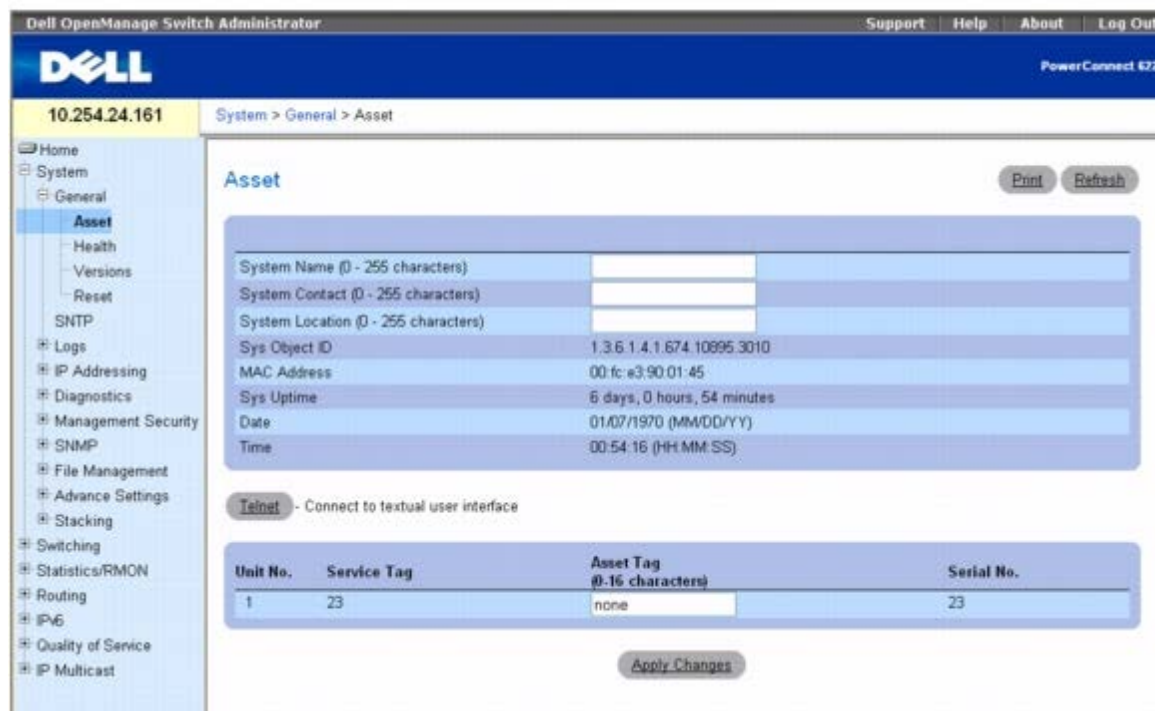 Dell OpenManage Switch Administrator
Support Help About Log Out
DELL
PowerConnect 622
10.254.24.161
System > General > Asset
Home
System
General
Asset
Health
Versions
Reset
SNTP
Logs
IP Addressing
Diagnostics
Management Security
SNMP
File Management
Advance Settings
Stacking
Switching
Statistics/RMON
Routing
IPv6
Quality of Service
IP Multicast
Asset
Print Refresh
System Name (0 - 255 characters)
System Contact (0 - 255 characters)
System Location (0 - 255 characters)
Sys Object ID 1.3.6.1.4.1.674.10895.3010
MAC Address 00:fc:e3:90:01:45
Sys Uptime 6 days, 0 hours, 54 minutes
Date 01/07/1970 (MM/DD/YY)
Time 00:54:16 (HH:MM:SS)
Telnet - Connect to textual user interface
Unit No. Service Tag Asset Tag (0-16 characters) Serial No.
1 23 none 23
Apply Changes